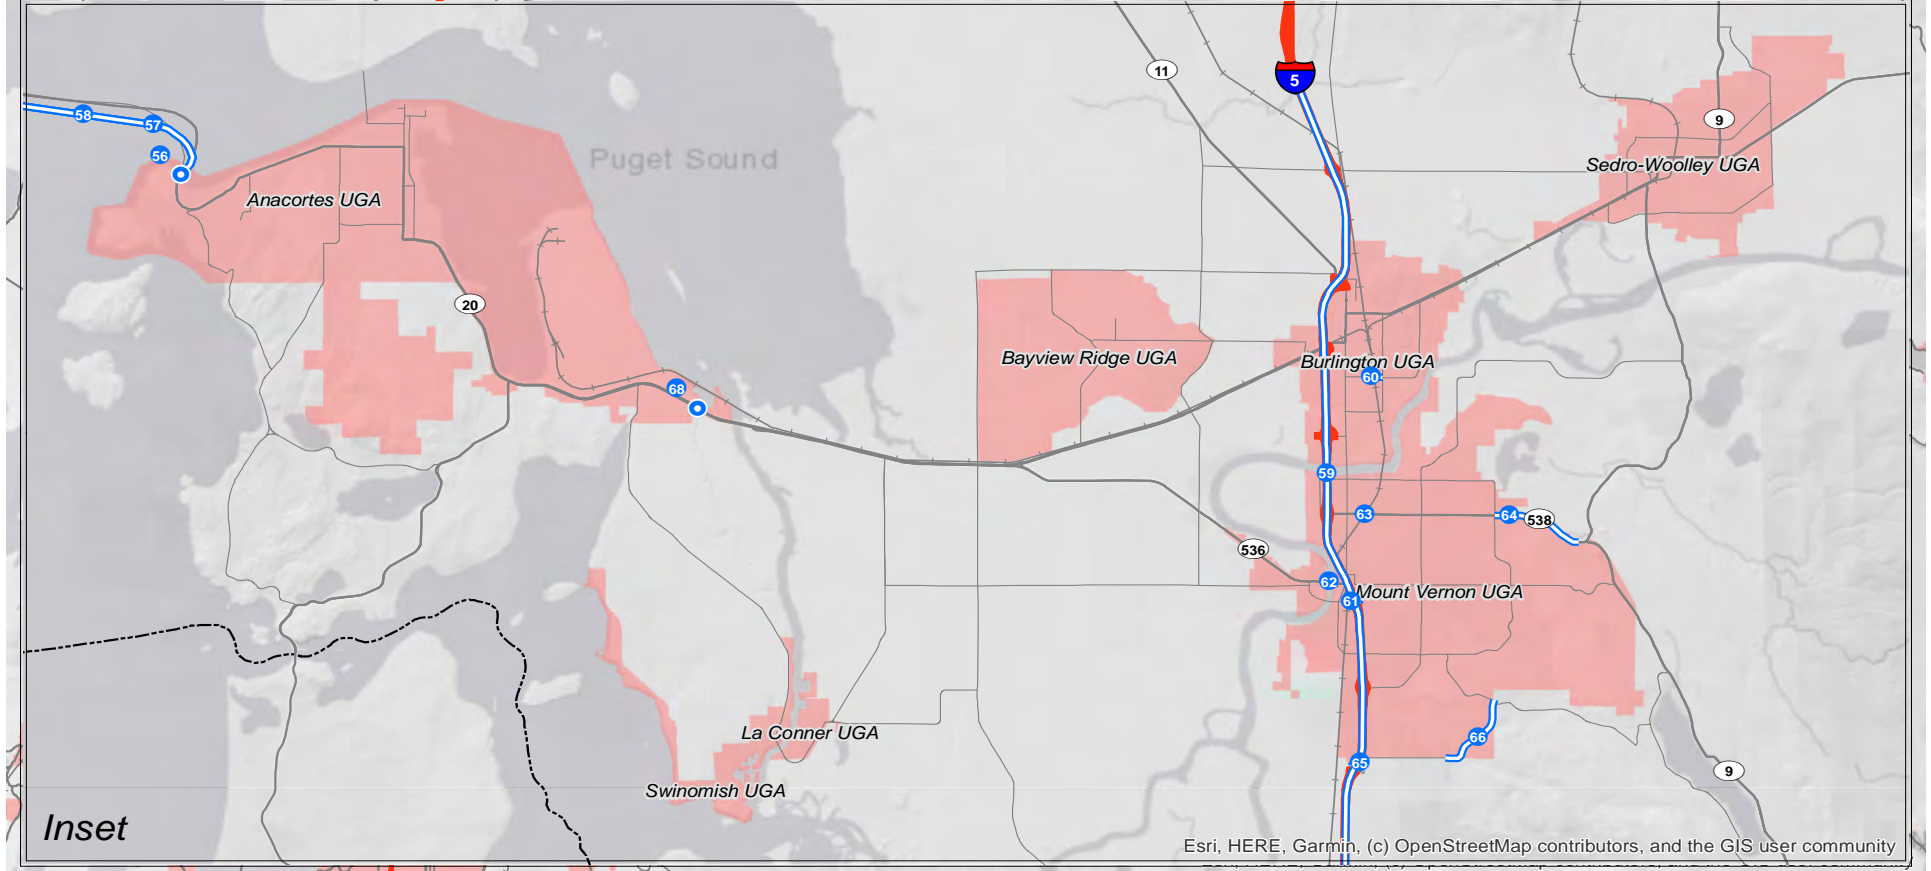 11
5
9
58
57
56
Puget Sound
Sedro-Woolley UGA
Anacortes UGA
20
Bayview Ridge UGA
Burlington UGA
60
68
59
63
64
538
536
62
61
Mount Vernon UGA
La Conner UGA
66
65
9
Swinomish UGA
Inset
Esri, HERE, Garmin, (c) OpenStreetMap contributors, and the GIS user community